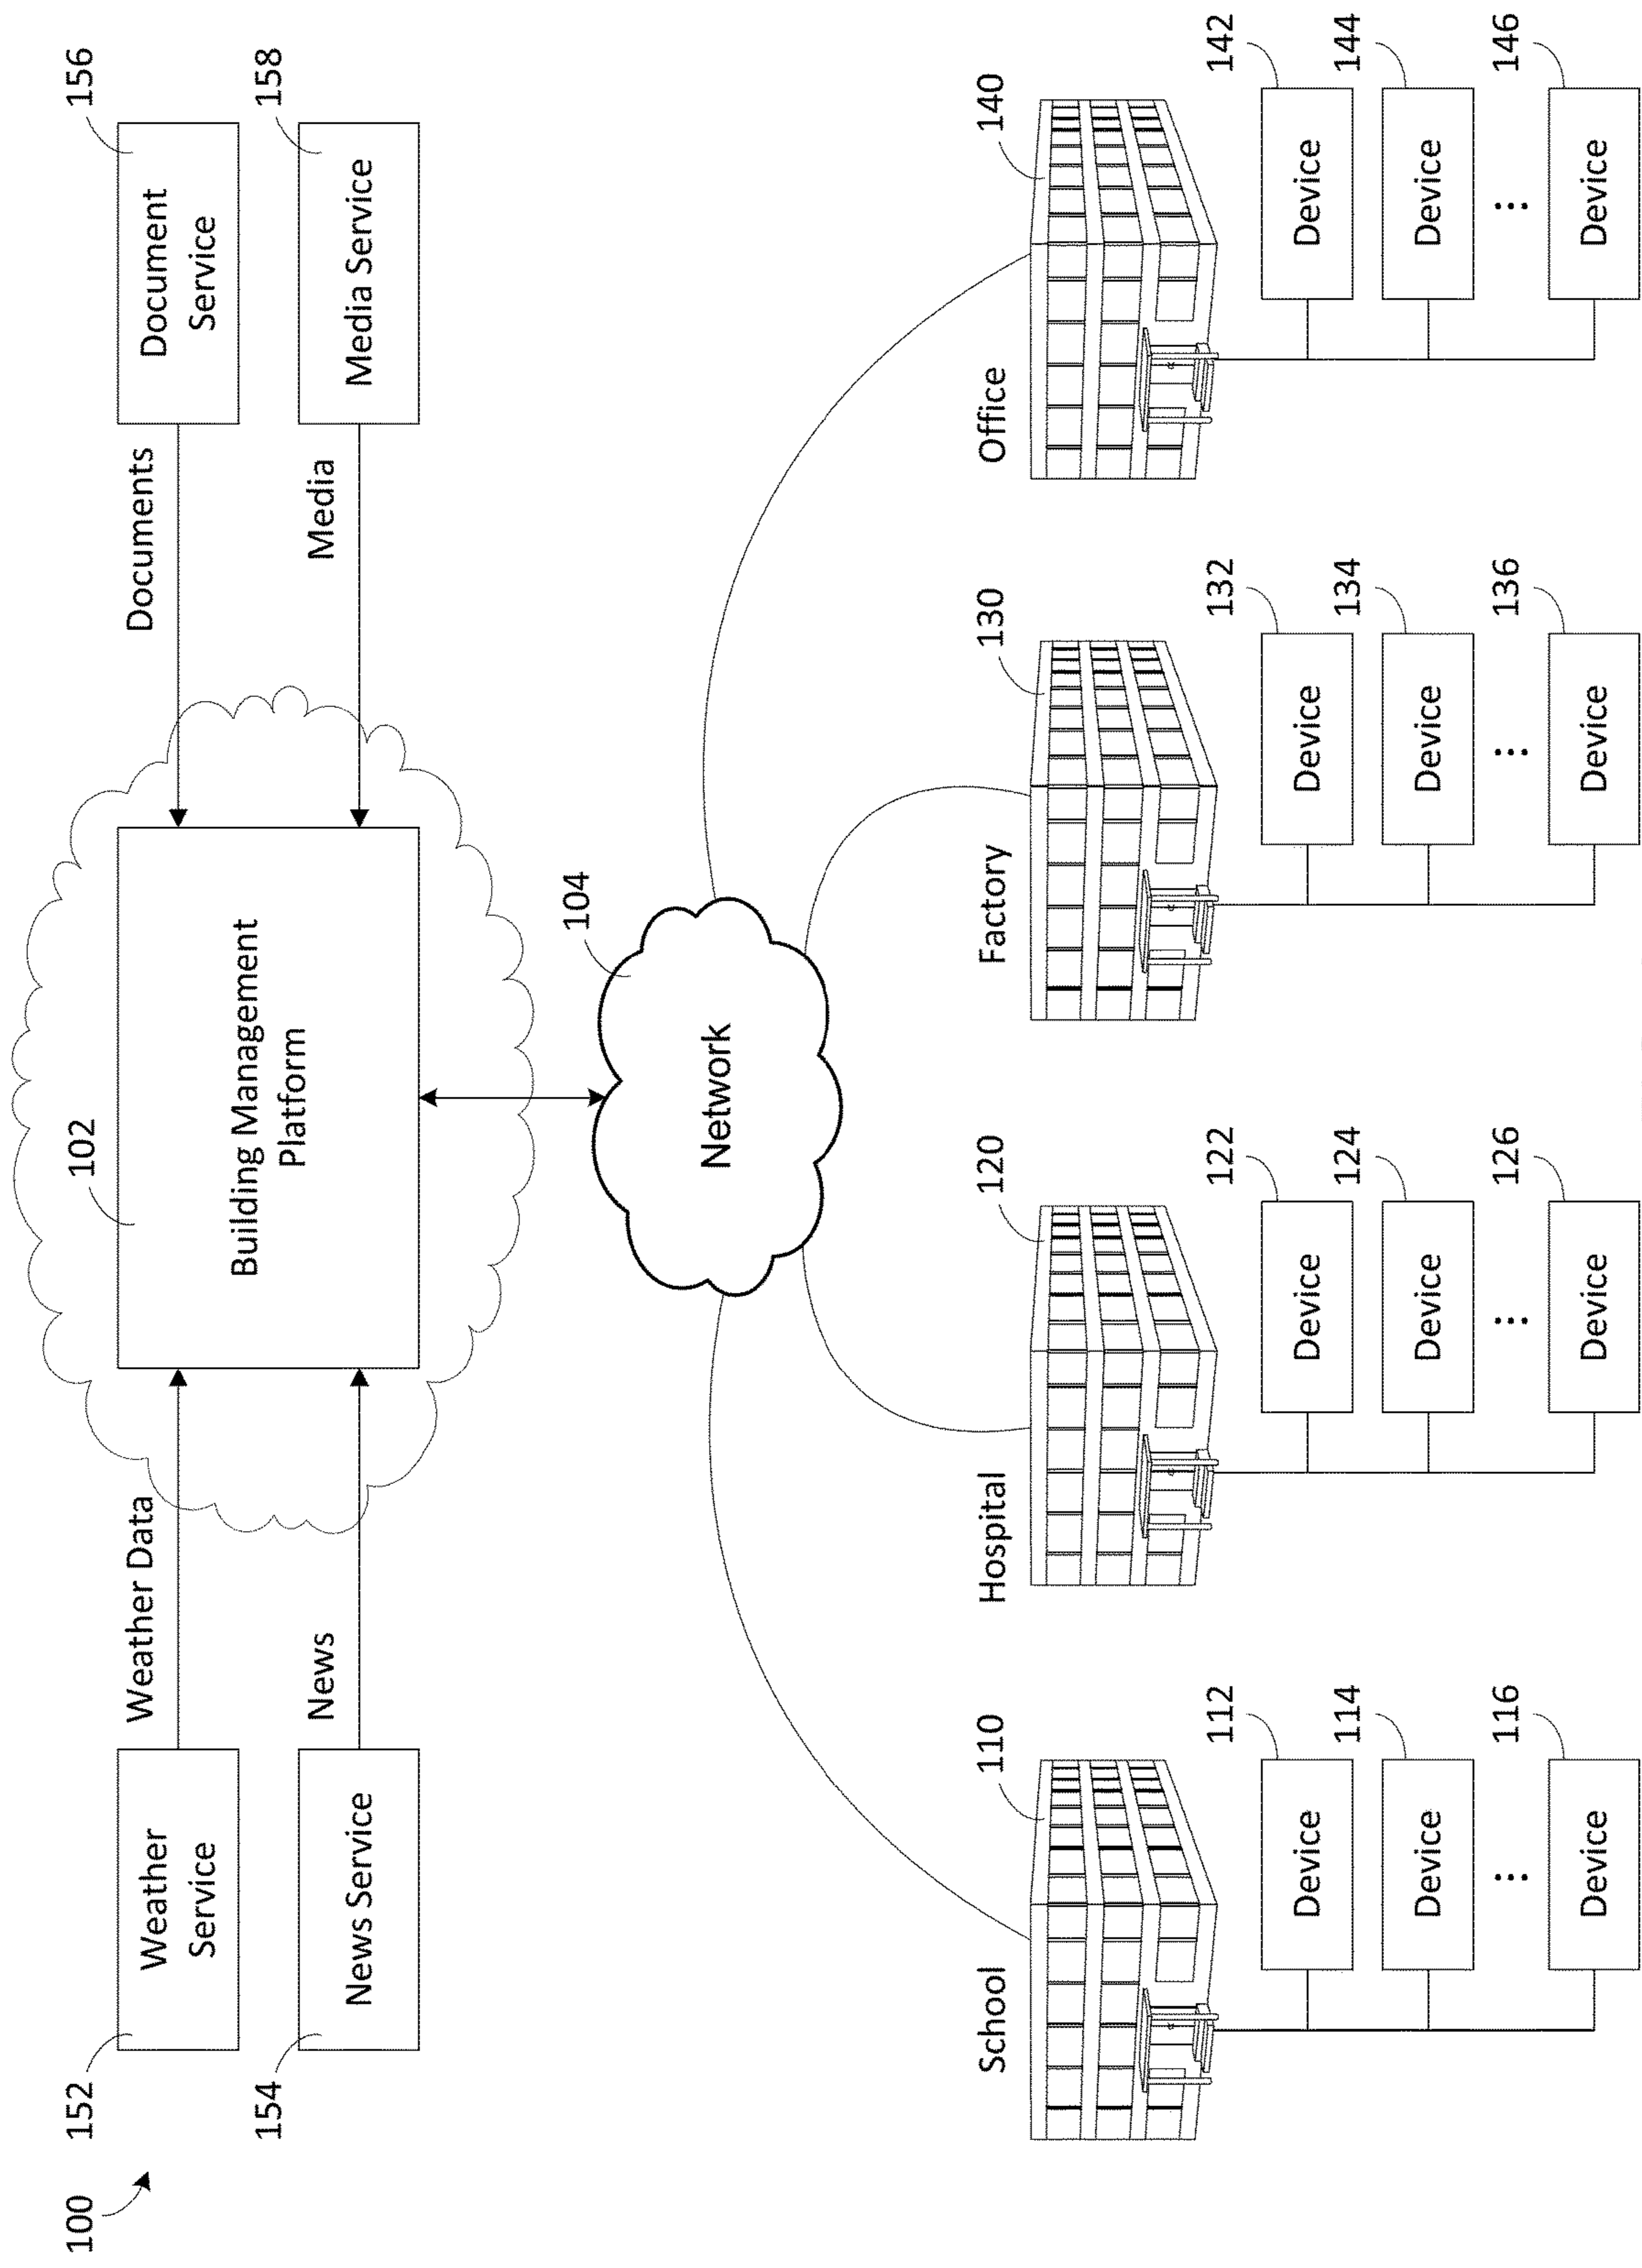 100
152
Weather
Service
154
News Service
Weather Data
News
102
Building Management
Platform
Documents
Media
156
Document
Service
158
Media Service
104
Network
School
110
Device
112
Device
114
...
Device
116
Hospital
120
Device
122
Device
124
...
Device
126
Factory
130
Device
132
Device
134
...
Device
136
Office
140
Device
142
Device
144
...
Device
146